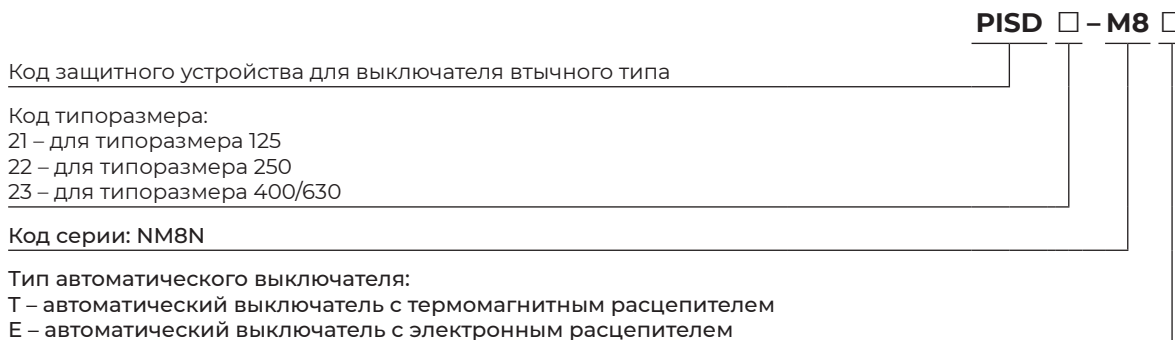 PISD □ – M8 □
Код защитного устройства для выключателя втычного типа
Код типоразмера:
21 – для типоразмера 125
22 – для типоразмера 250
23 – для типоразмера 400/630
Код серии: NM8N
Тип автоматического выключателя:
Т – автоматический выключатель с термомагнитным расцепителем
Е – автоматический выключатель с электронным расцепителем